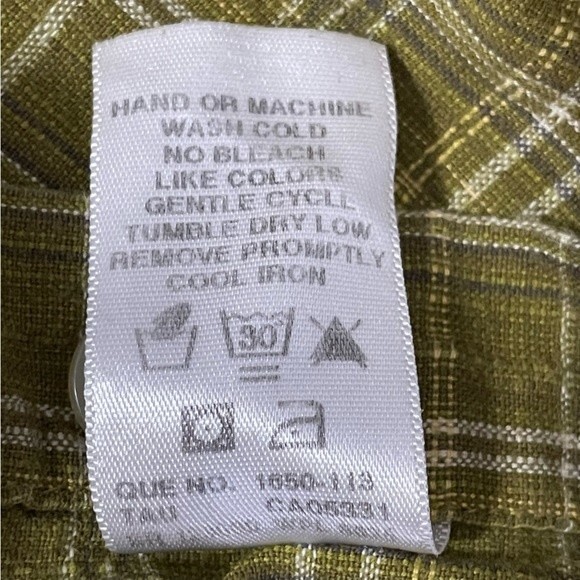 HAND OR MACHINE
WASH COLD
NO BLEACH
LIKE COLORS
GENTLE CYCLE
TUMBLE DRY LOW
REMOVE PROMPTLY
COOL IRON
30
QUE NO. 1650-113
TAU CA05331